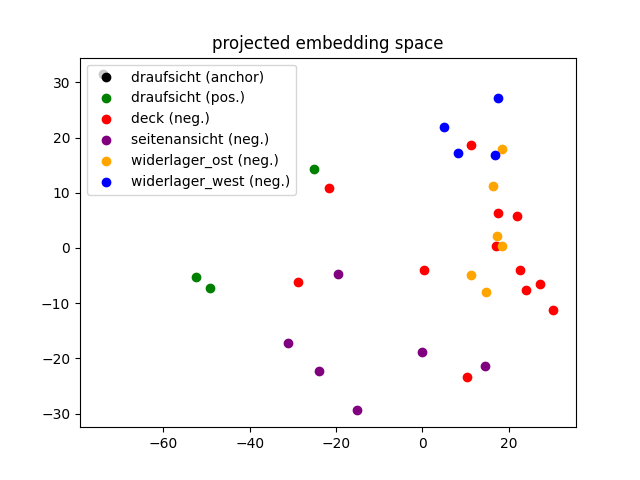 projected embedding space
draufsicht (anchor)
draufsicht (pos.)
deck (neg.)
seitenansicht (neg.)
widerlager_ost (neg.)
widerlager_west (neg.)
30
20
10
0
−10
−20
−30
−60 −40 −20 0 20